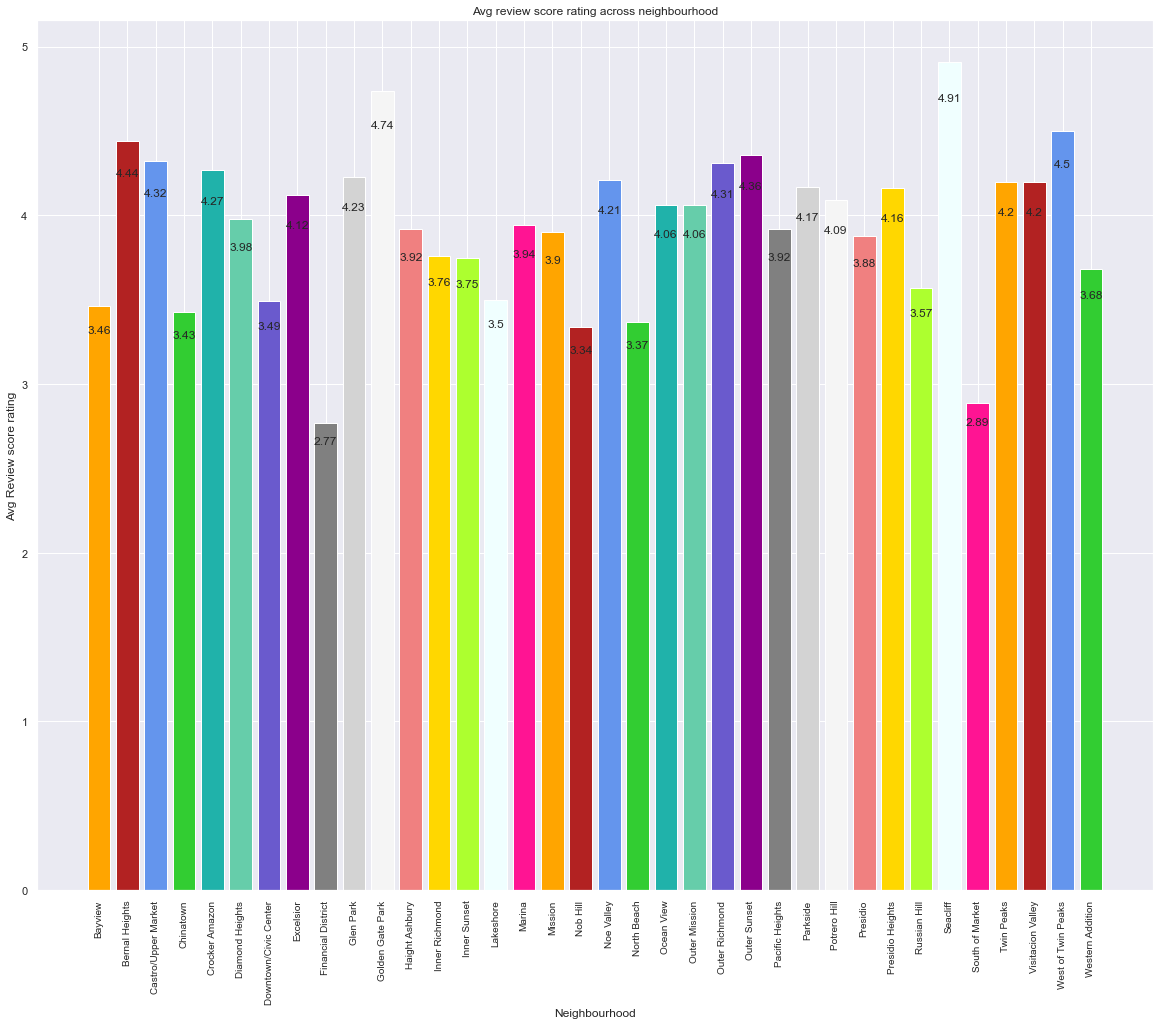 Avg review score rating across neighbourhood
Avg Review score rating
5
4
3
2
1
0
3.46
4.44
4.32
3.43
4.27
3.98
3.49
4.12
2.77
4.23
4.74
3.92
3.76
3.75
3.5
3.94
3.9
3.34
4.21
3.37
4.06
4.06
4.31
4.36
3.92
4.17
4.09
3.88
4.16
3.57
4.91
2.89
4.2
4.2
4.5
3.68
Bayview
Bernal Heights
Castro/Upper Market
Chinatown
Crocker Amazon
Diamond Heights
Downtown/Civic Center
Excelsior
Financial District
Glen Park
Golden Gate Park
Haight Ashbury
Inner Richmond
Inner Sunset
Lakeshore
Marina
Mission
Nob Hill
Noe Valley
North Beach
Ocean View
Outer Mission
Outer Richmond
Outer Sunset
Pacific Heights
Parkside
Potrero Hill
Presidio
Presidio Heights
Russian Hill
Seacliff
South of Market
Twin Peaks
Visitacion Valley
West of Twin Peaks
Western Addition
Neighbourhood